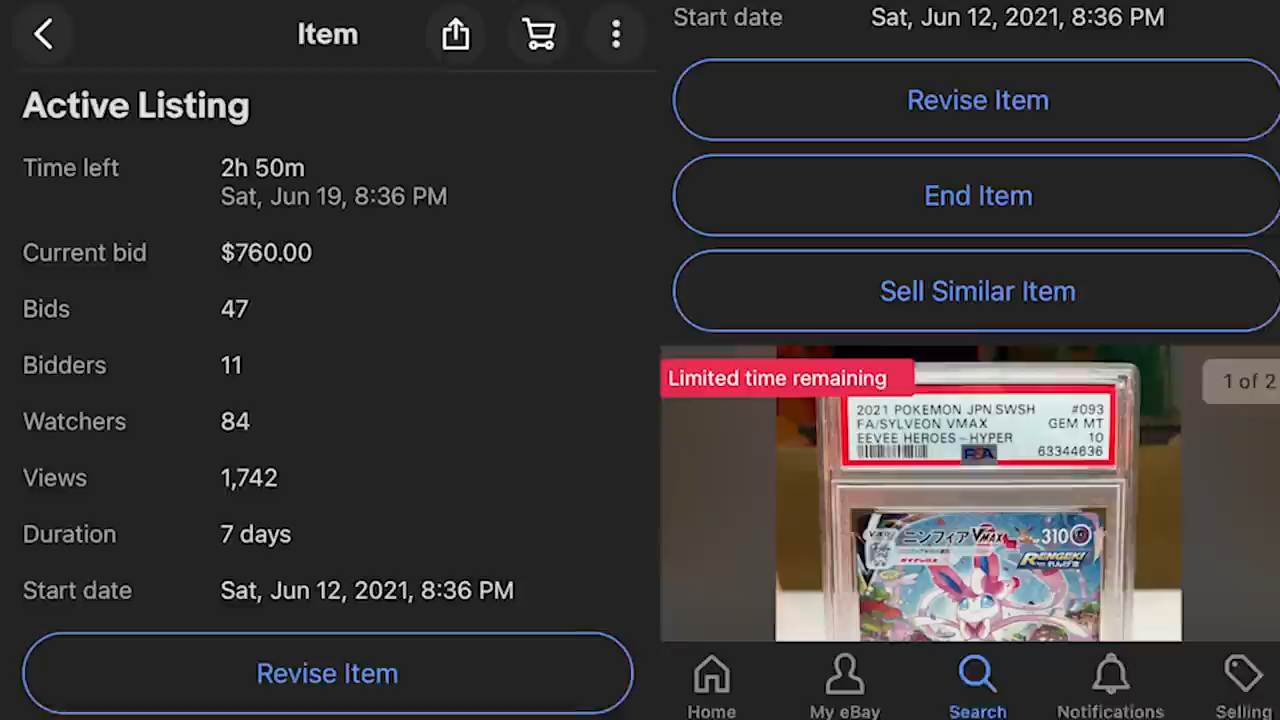 Item
Active Listing
Time left 2h 50m
Sat, Jun 19, 8:36 PM
Current bid $760.00
Bids 47
Bidders 11
Watchers 84
Views 1,742
Duration 7 days
Start date Sat, Jun 12, 2021, 8:36 PM
Revise Item
Start date Sat, Jun 12, 2021, 8:36 PM
Revise Item
End Item
Sell Similar Item
Limited time remaining
1 of 2
2021 POKEMON JPN SWSH #093
FA/SYLVEON VMAX GEM MT
EEVEE HEROES-HYPER 10
PSA 63344636
ニンフィアVMAX 310
RENGEKI
れんげき
Home My eBay Search Notifications Selling